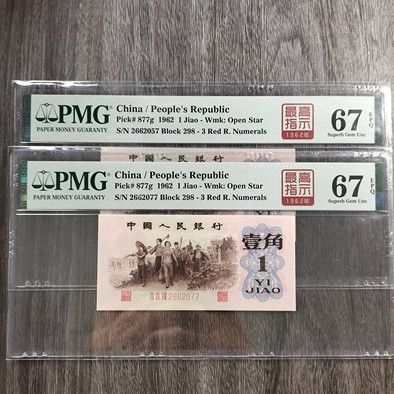 PMG
PAPER MONEY GUARANTY
China / People's Republic
Pick# 877g 1962 1 Jiao - Wmk: Open Star
S/N 2662057 Block 298 - 3 Red R. Numerals
最高
指示
1962年
67
EPQ
Superb Gem Unc
中国人民银行
PMG
PAPER MONEY GUARANTY
China / People's Republic
Pick# 877g 1962 1 Jiao - Wmk: Open Star
S/N 2662077 Block 298 - 3 Red R. Numerals
最高
指示
1962年
67
EPQ
Superb Gem Unc
中国人民银行
壹角
1
YI
JIAO
2662077